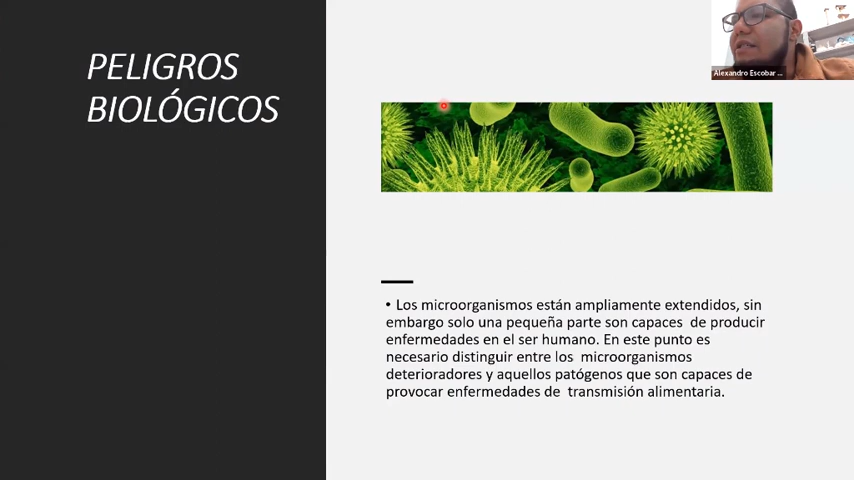 PELIGROS
BIOLÓGICOS
Alexandro Escobar ...
• Los microorganismos están ampliamente extendidos, sin
embargo solo una pequeña parte son capaces de producir
enfermedades en el ser humano. En este punto es
necesario distinguir entre los microorganismos
deterioradores y aquellos patógenos que son capaces de
provocar enfermedades de transmisión alimentaria.